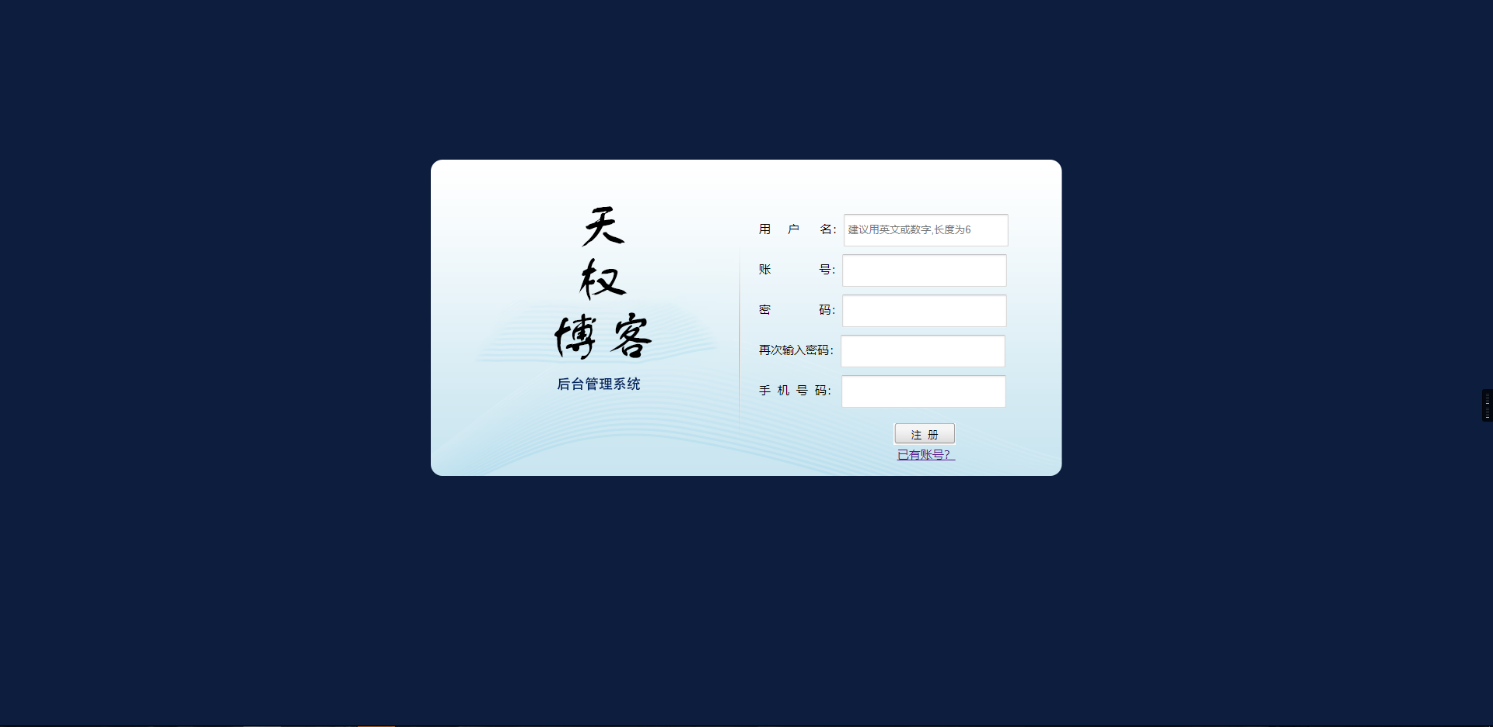 天
权
博客
后台管理系统
用 户 名: 建议用英文或数字,长度为6
账 号:
密 码:
再次输入密码:
手 机 号 码:
注 册
已有账号?